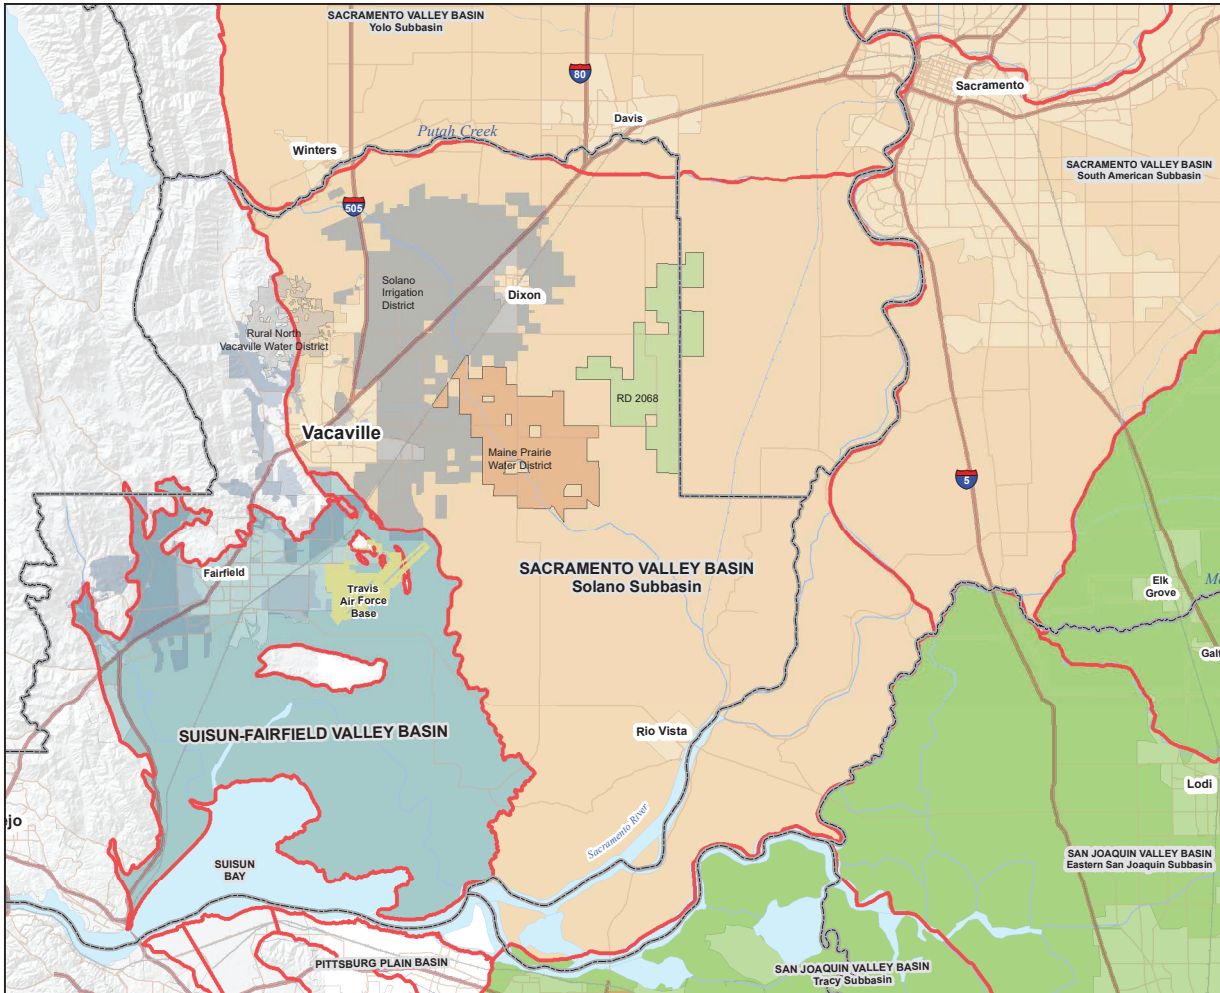 SACRAMENTO VALLEY BASIN
Yolo Subbasin
80
Sacramento
Davis
Putah Creek
Winters
SACRAMENTO VALLEY BASIN
South American Subbasin
505
Solano
Irrigation
District
Dixon
Rural North
Vacaville Water District
RD 2068
Vacaville
Maine Prairie
Water District
5
SACRAMENTO VALLEY BASIN
Solano Subbasin
Fairfield
Travis
Air Force
Base
Elk
Grove
Mo
Galt
SUISUN-FAIRFIELD VALLEY BASIN
Rio Vista
Lodi
ejo
Sacramento River
SUISUN
BAY
SAN JOAQUIN VALLEY BASIN
Eastern San Joaquin Subbasin
PITTSBURG PLAIN BASIN
SAN JOAQUIN VALLEY BASIN
Tracy Subbasin